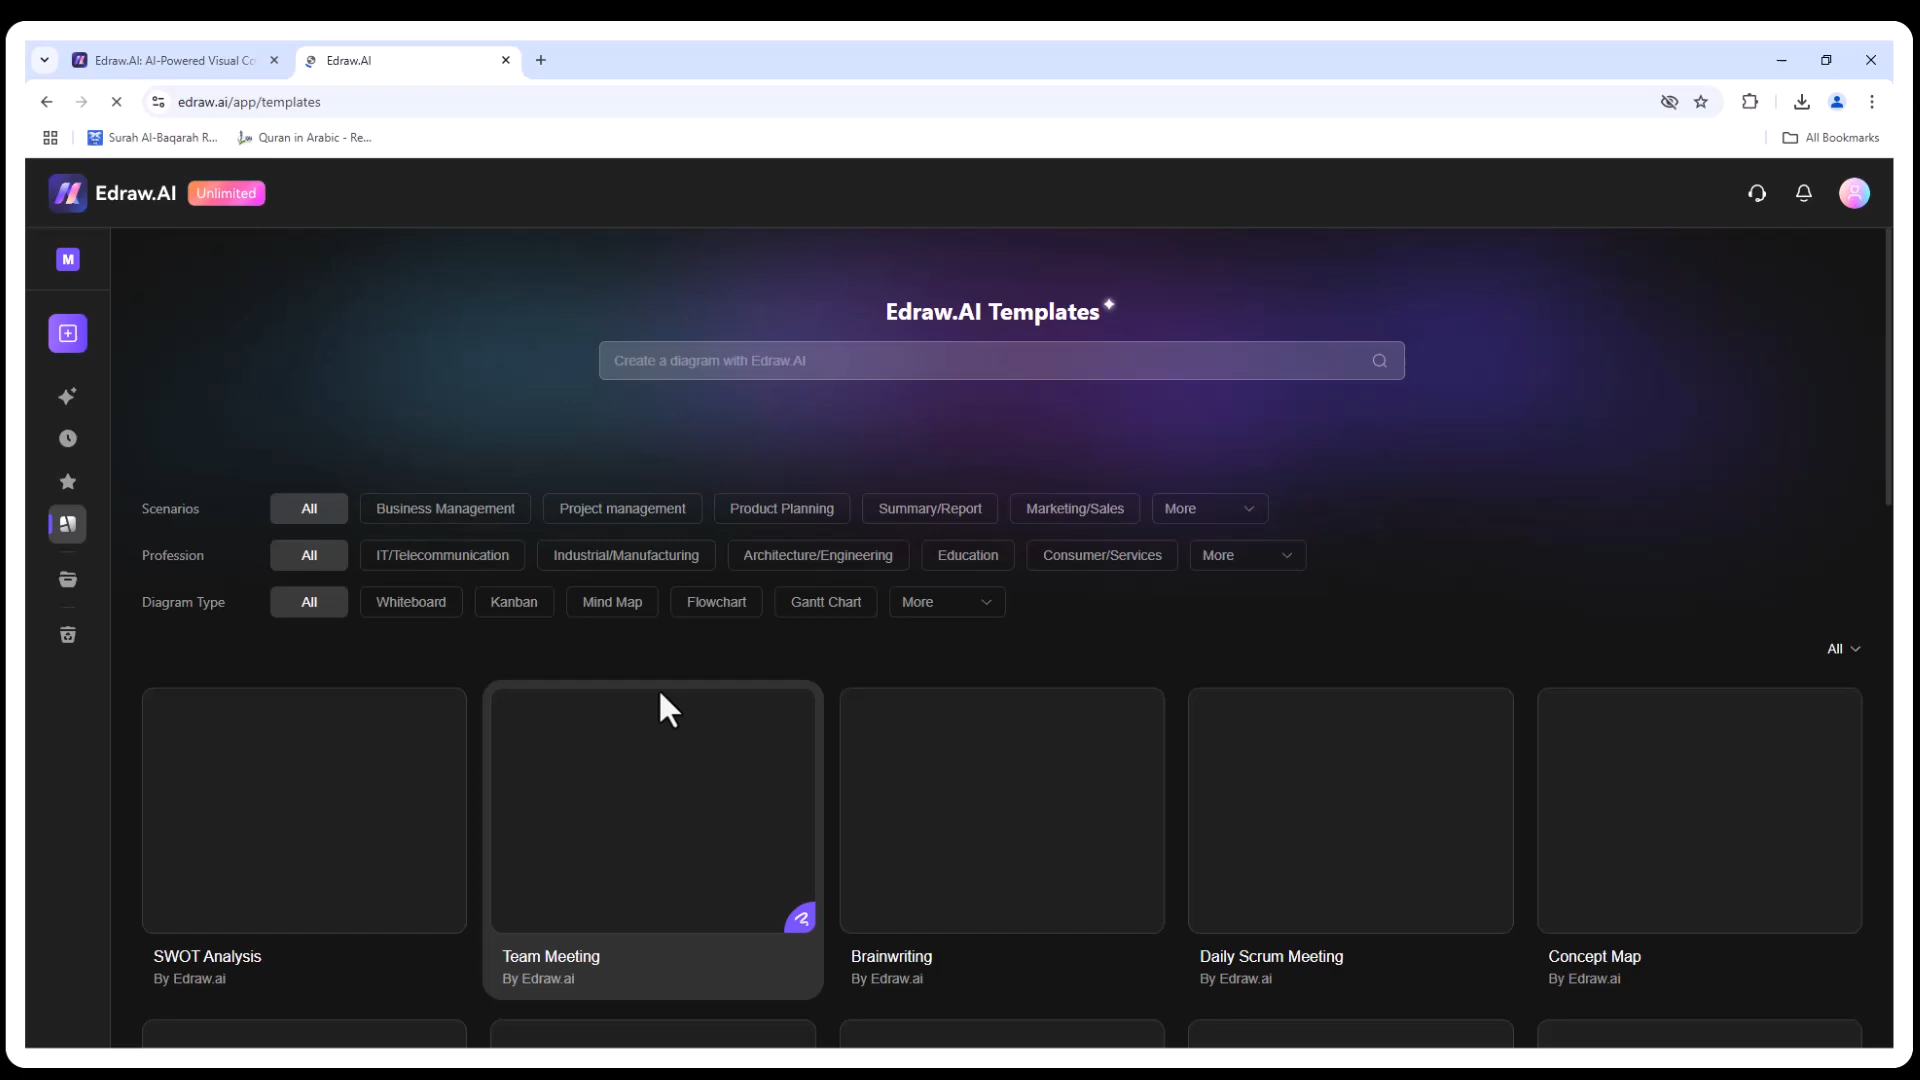 Edraw.AI: AI-Powered Visual Co
Edraw.AI
edraw.ai/app/templates
Surah Al-Baqarah R...
Quran in Arabic - Re...
All Bookmarks
Edraw.AI
Unlimited
M
Edraw.AI Templates
Create a diagram with Edraw.AI
Scenarios
All
Business Management
Project management
Product Planning
Summary/Report
Marketing/Sales
More
Profession
All
IT/Telecommunication
Industrial/Manufacturing
Architecture/Engineering
Education
Consumer/Services
More
Diagram Type
All
Whiteboard
Kanban
Mind Map
Flowchart
Gantt Chart
More
All
SWOT Analysis
By Edraw.ai
Team Meeting
By Edraw.ai
Brainwriting
By Edraw.ai
Daily Scrum Meeting
By Edraw.ai
Concept Map
By Edraw.ai